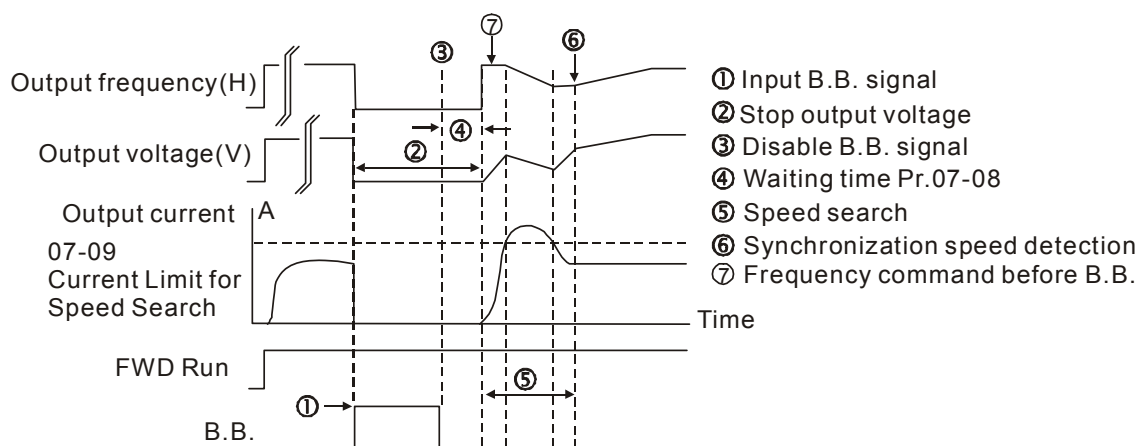 ⑦
③
⑥
Output frequency(H)
① Input B.B. signal
② Stop output voltage
④
Output voltage(V)
②
③ Disable B.B. signal
④ Waiting time Pr.07-08
Output current
A
⑤ Speed search
07-09
Current Limit for
Speed Search
⑥ Synchronization speed detection
⑦ Frequency command before B.B.
Time
FWD Run
⑤
①
B.B.